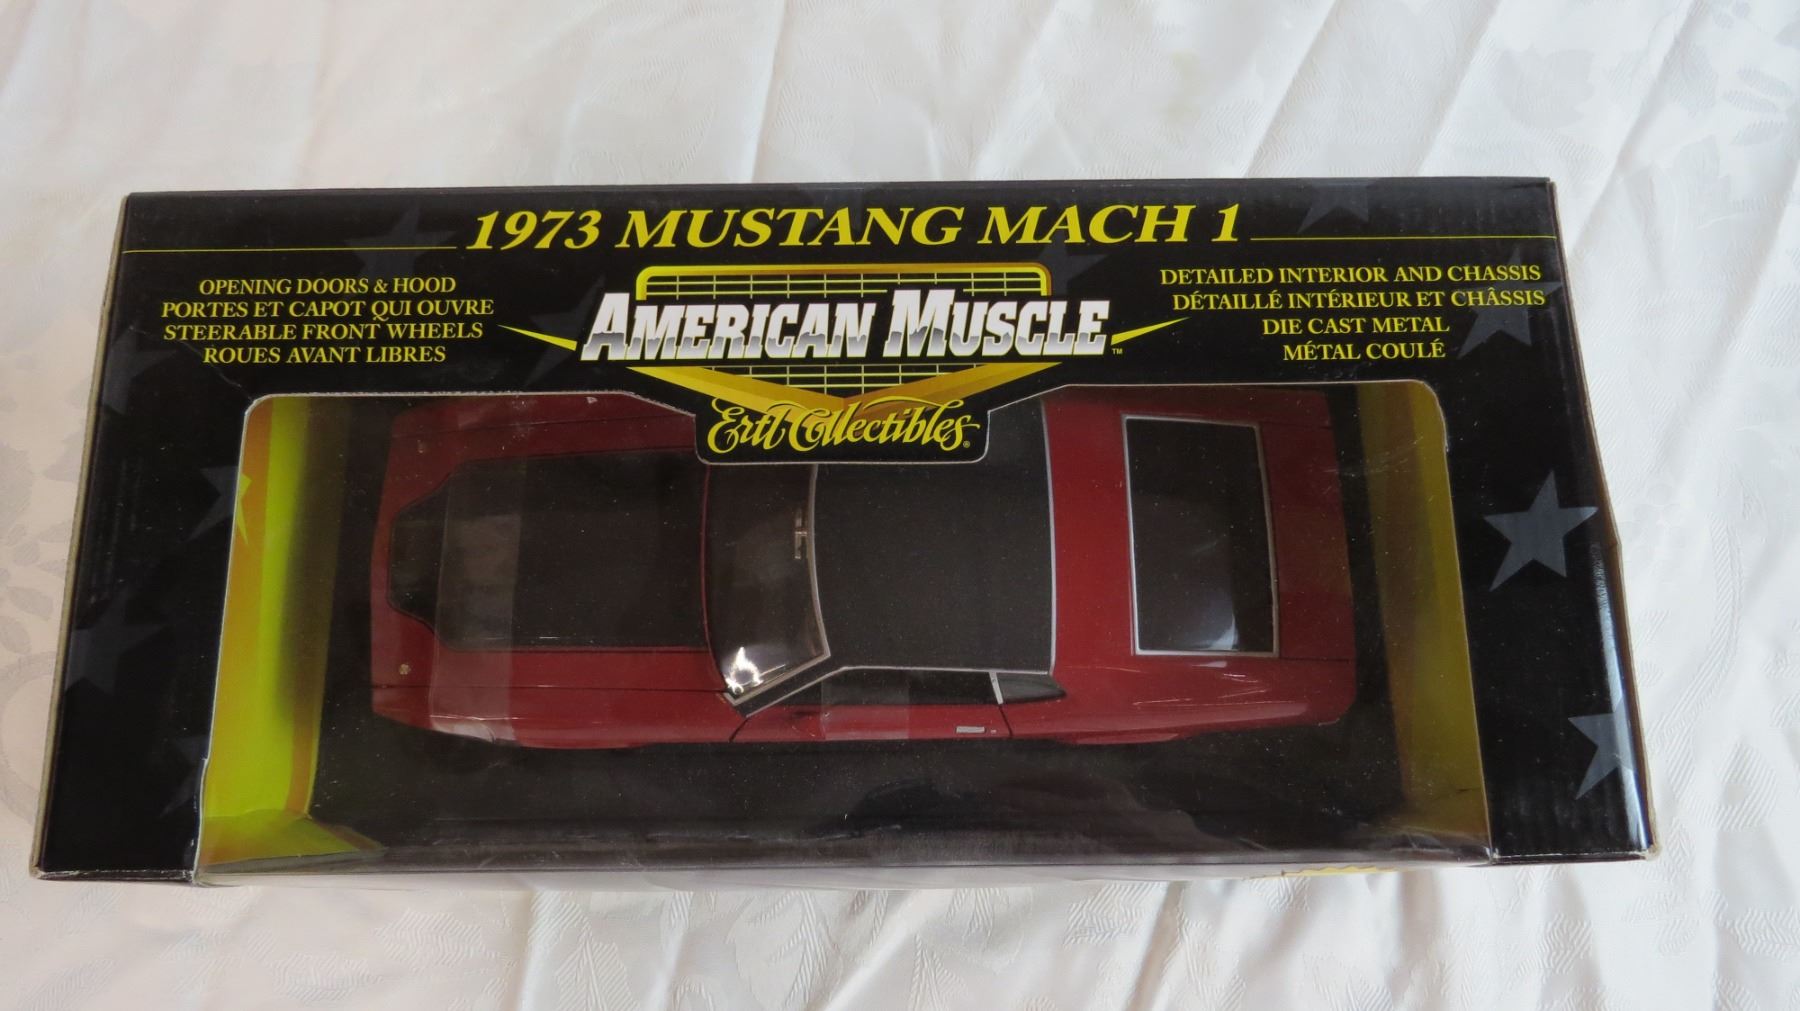 1973 MUSTANG MACH 1
OPENING DOORS & HOOD
PORTES ET CAPOT QUI OUVRE
STEERABLE FRONT WHEELS
ROUES AVANT LIBRES
AMERICAN MUSCLE™
Ertl Collectibles®
DETAILED INTERIOR AND CHASSIS
DÉTAILLÉ INTÉRIEUR ET CHÂSSIS
DIE CAST METAL
MÉTAL COULÉ